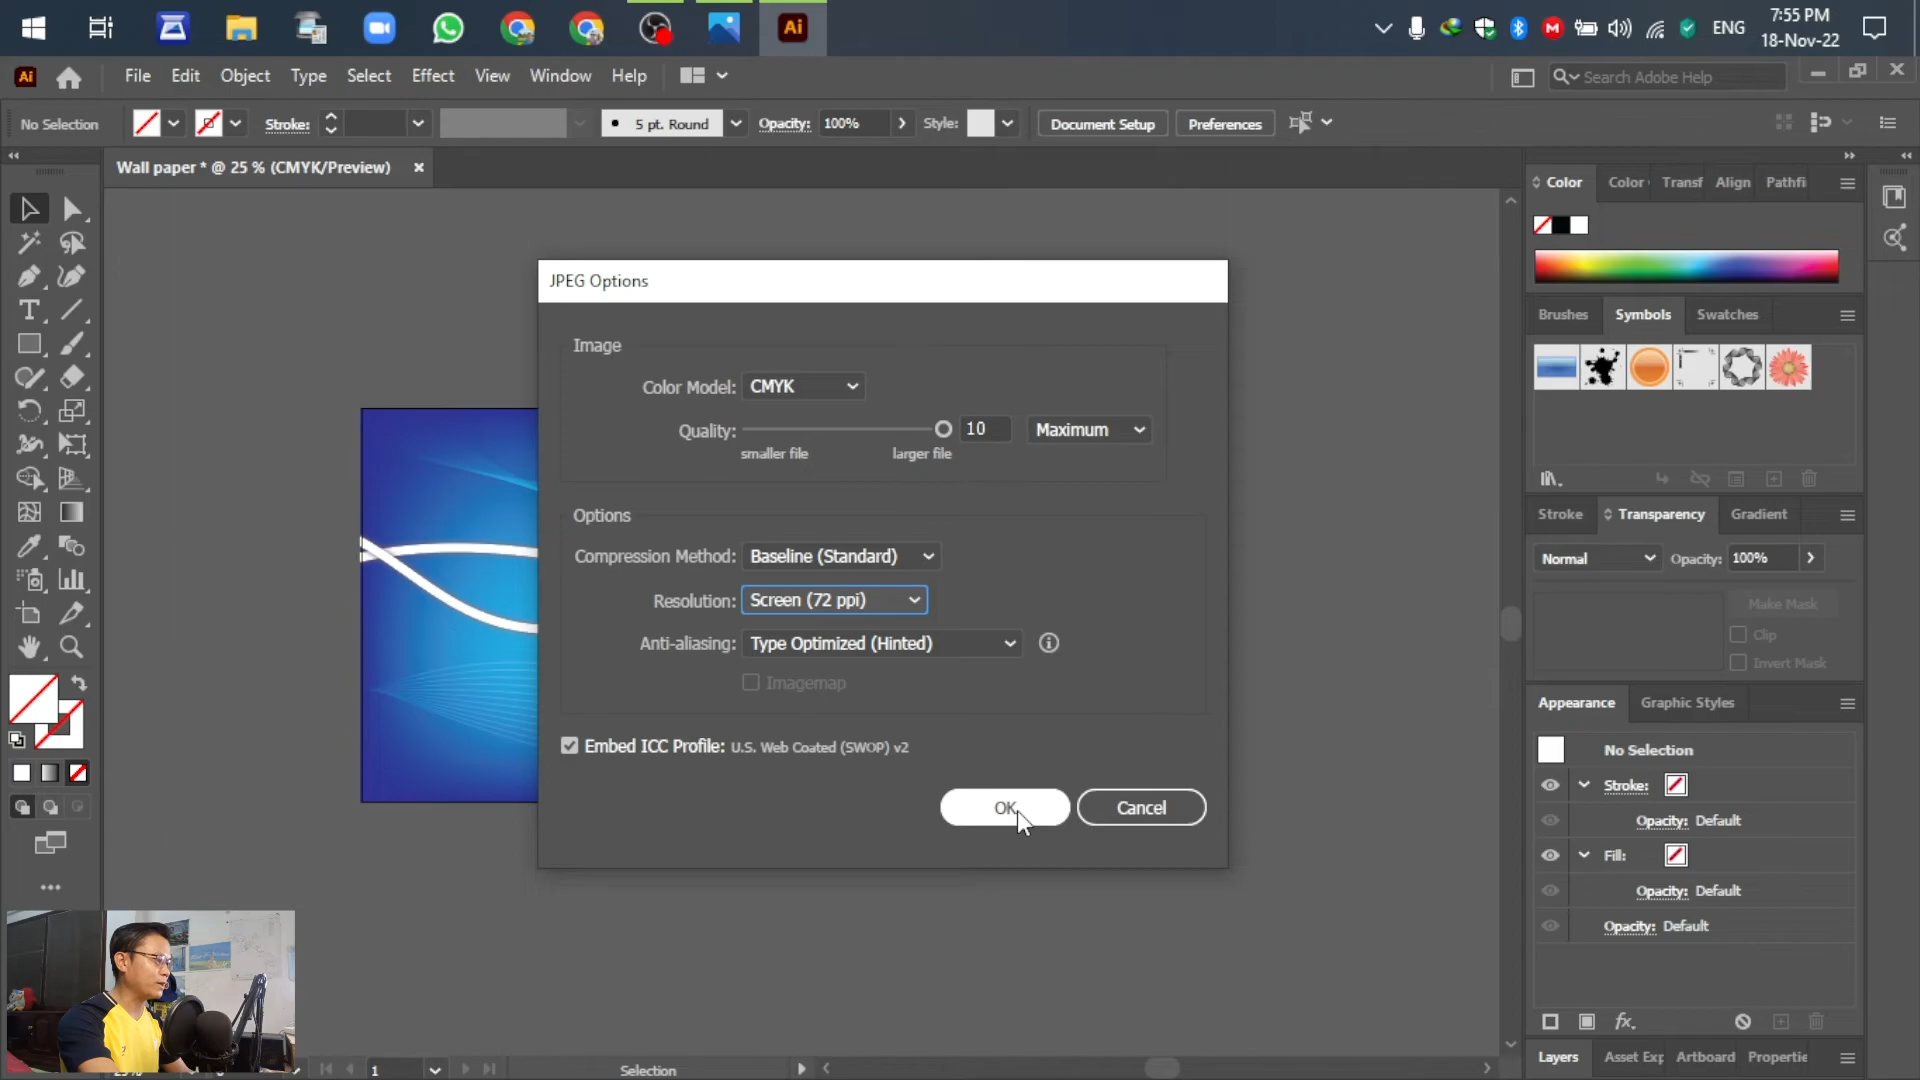 7:55 PM
ENG
18-Nov-22
Ai
File Edit Object Type Select Effect View Window Help
Search Adobe Help
No Selection
Stroke:
5 pt. Round
Opacity: 100%
Style:
Document Setup
Preferences
Wall paper * @ 25 % (CMYK/Preview)
JPEG Options
Image
Color Model: CMYK
Quality: 10 Maximum
smaller file larger file
Options
Compression Method: Baseline (Standard)
Resolution: Screen (72 ppi)
Anti-aliasing: Type Optimized (Hinted)
Imagemap
Embed ICC Profile: U.S. Web Coated (SWOP) v2
OK Cancel
Color Color Transf Align Pathfi
Brushes Symbols Swatches
Stroke Transparency Gradient
Normal Opacity: 100%
Make Mask
Clip
Invert Mask
Appearance Graphic Styles
No Selection
Stroke:
Opacity: Default
Fill:
Opacity: Default
Opacity: Default
fx
Layers Asset Exp Artboard Propertie
1
Selection